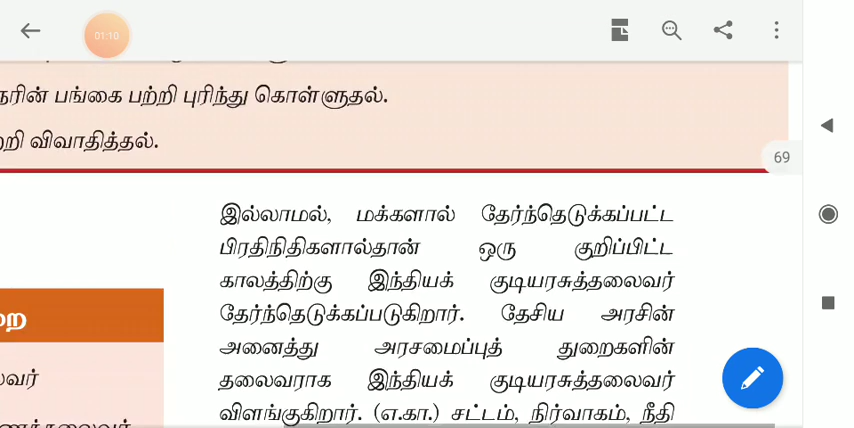 01:10
நரின் பங்கை பற்றி புரிந்து கொள்ளுதல்.
றி விவாதித்தல்.
69
இல்லாமல், மக்களால் தேர்ந்தெடுக்கப்பட்ட
பிரதிநிதிகளால்தான் ஒரு குறிப்பிட்ட
காலத்திற்கு இந்தியக் குடியரசுத்தலைவர்
தேர்ந்தெடுக்கப்படுகிறார். தேசிய அரசின்
அனைத்து அரசமைப்புத் துறைகளின்
தலைவராக இந்தியக் குடியரசுத்தலைவர்
விளங்குகிறார். (எ.கா.) சட்டம், நிர்வாகம், நீதி
றை
லவர்